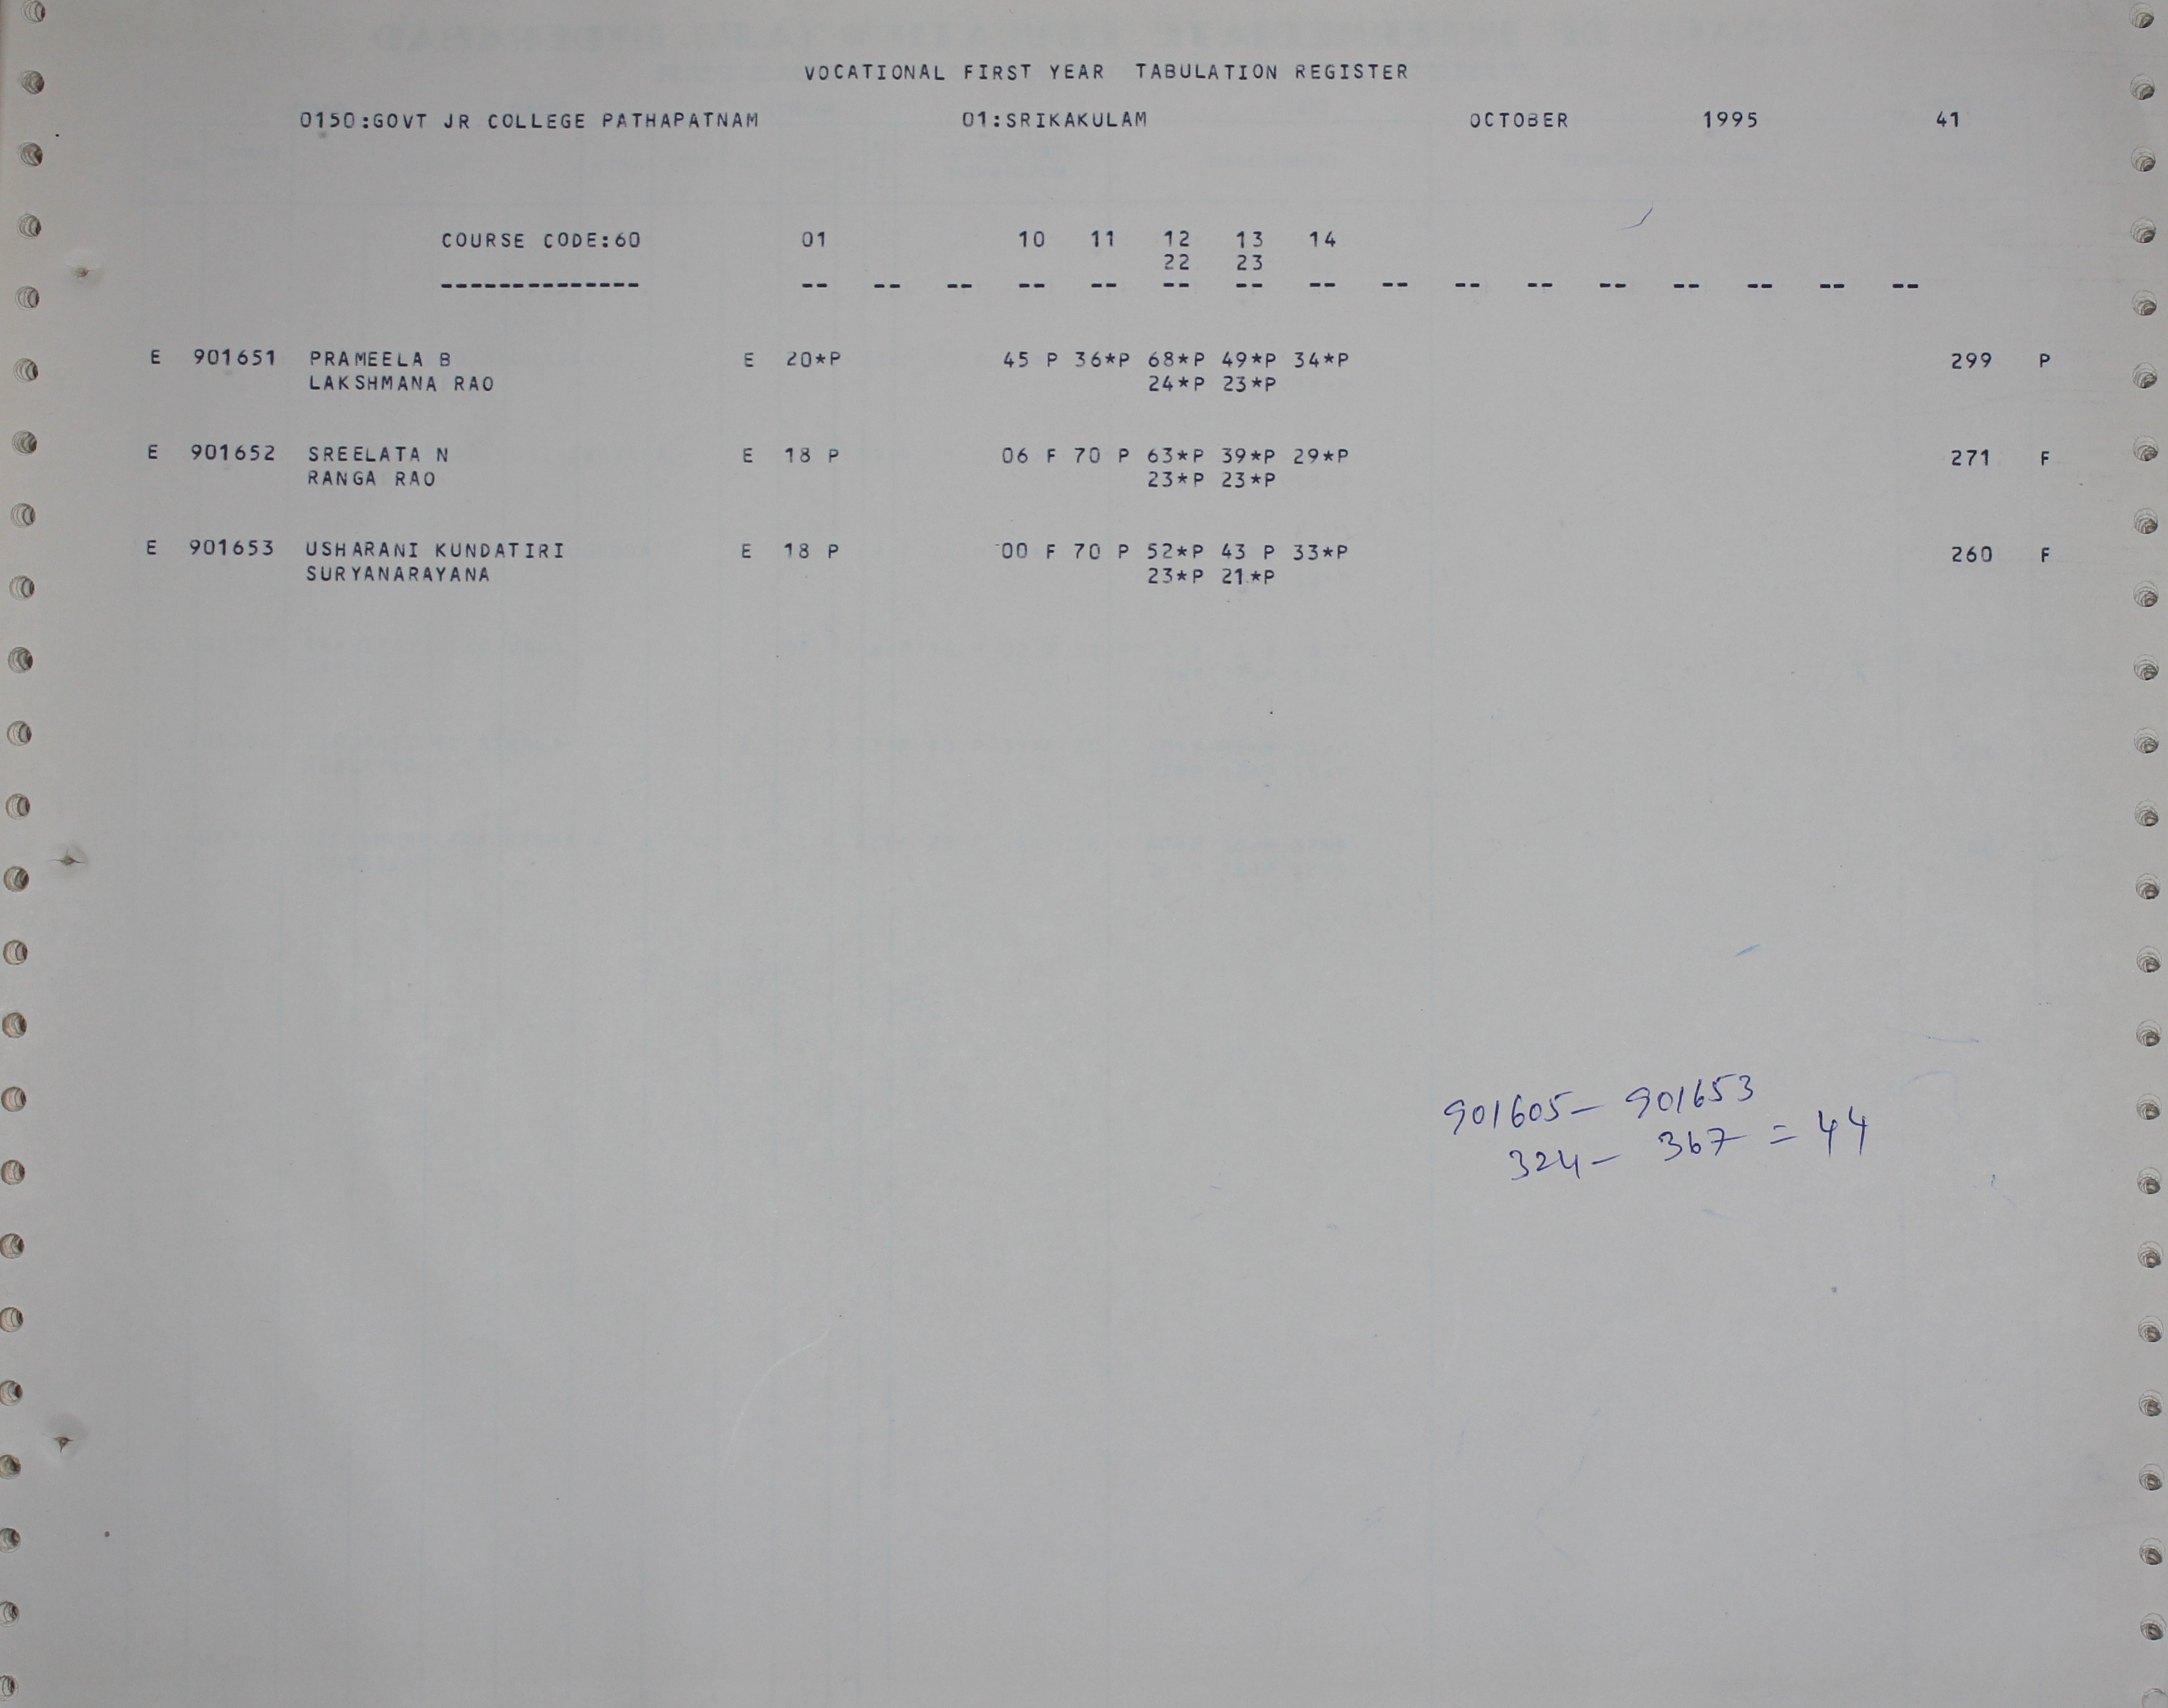 VOCATIONAL FIRST YEAR TABULATION REGISTER
0150:GOVT JR COLLEGE PATHAPATNAM 01:SRIKAKULAM OCTOBER 1995 41
COURSE CODE:60 01 10 11 12 13 14
22 23
-------------- -- -- -- -- -- -- -- -- -- -- -- -- -- -- -- --
E 901651 PRAMEELA B E 20*P 45 P 36*P 68*P 49*P 34*P 299 P
LAKSHMANA RAO 24*P 23*P
E 901652 SREELATA N E 18 P 06 F 70 P 63*P 39*P 29*P 271 F
RANGA RAO 23*P 23*P
E 901653 USHARANI KUNDATIRI E 18 P 00 F 70 P 52*P 43 P 33*P 260 F
SURYANARAYANA 23*P 21*P
901605 - 901653
324 - 367 = 44